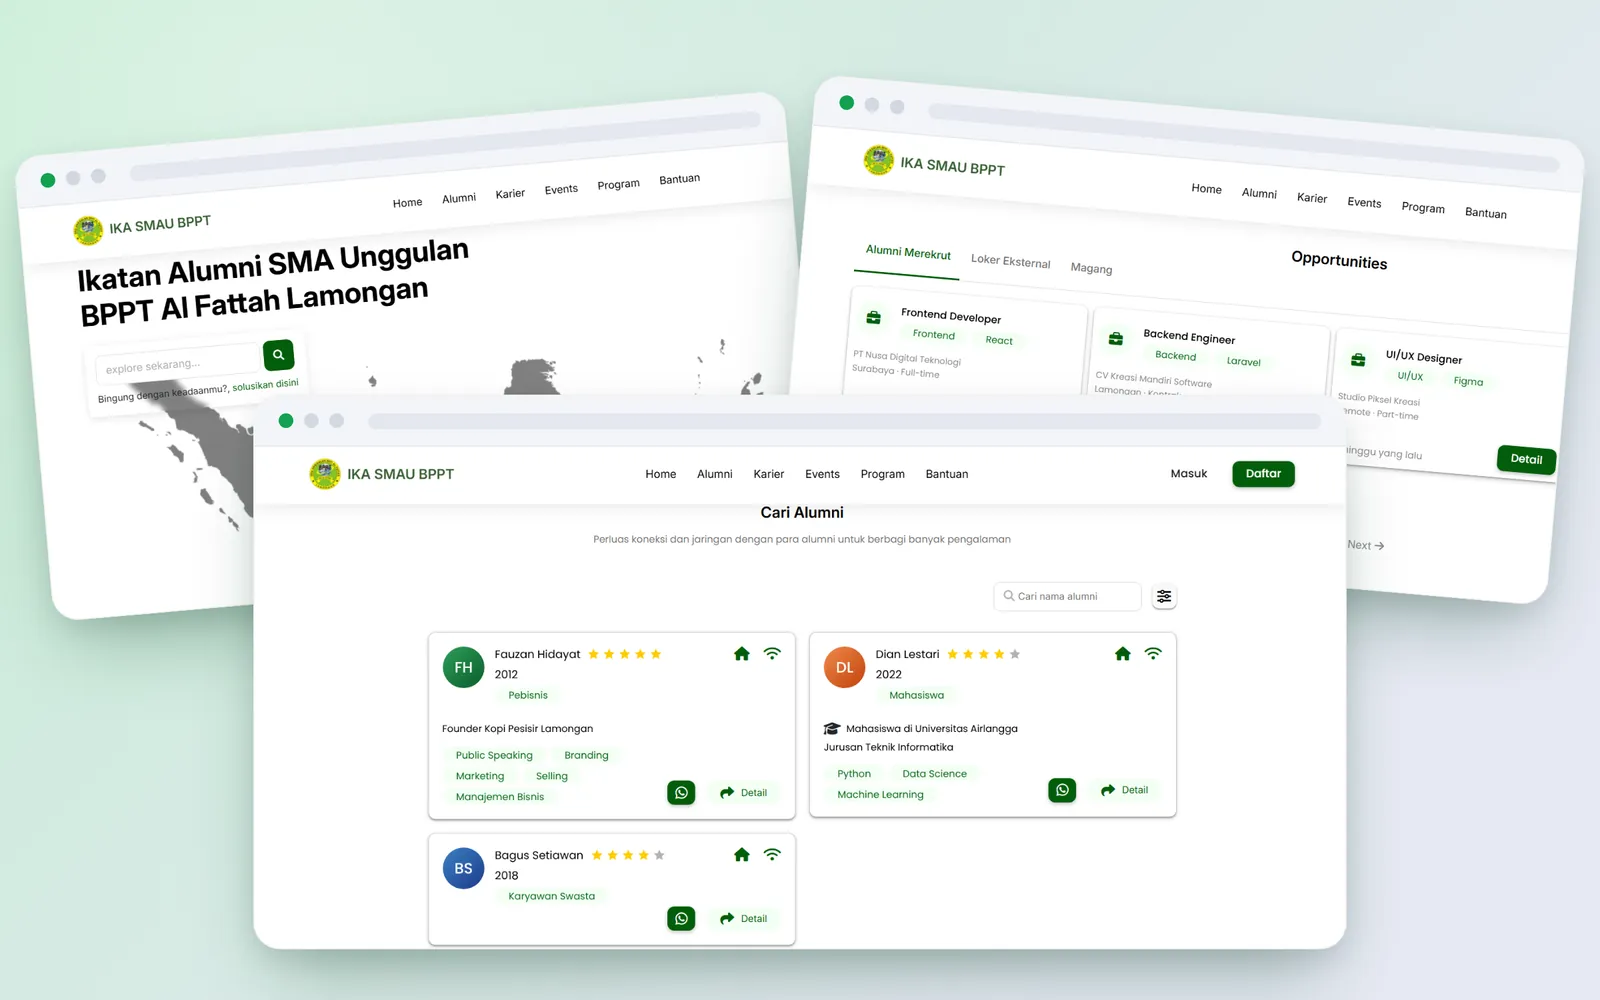 IKA SMAU BPPT
Home Alumni Karier Events Program Bantuan
Ikatan Alumni SMA Unggulan
BPPT Al Fattah Lamongan
explore sekarang...
Bingung dengan keadaanmu?, solusikan disini
IKA SMAU BPPT
Home Alumni Karier Events Program Bantuan
Alumni Merekrut Loker Eksternal Magang
Opportunities
Frontend Developer
Frontend React
PT Nusa Digital Teknologi
Surabaya · Full-time
Backend Engineer
Backend Laravel
CV Kreasi Mandiri Software
Lamongan ·
UI/UX Designer
UI/UX Figma
Studio Piksel Kreasi
· Part-time
yang lalu
Detail
Next
IKA SMAU BPPT
Home Alumni Karier Events Program Bantuan
Masuk Daftar
Cari Alumni
Perluas koneksi dan jaringan dengan para alumni untuk berbagi banyak pengalaman
Cari nama alumni
FH
Fauzan Hidayat
2012
Pebisnis
Founder Kopi Pesisir Lamongan
Public Speaking Branding
Marketing Selling
Manajemen Bisnis
Detail
DL
Dian Lestari
2022
Mahasiswa
Mahasiswa di Universitas Airlangga
Jurusan Teknik Informatika
Python Data Science
Machine Learning
Detail
BS
Bagus Setiawan
2018
Karyawan Swasta
Detail